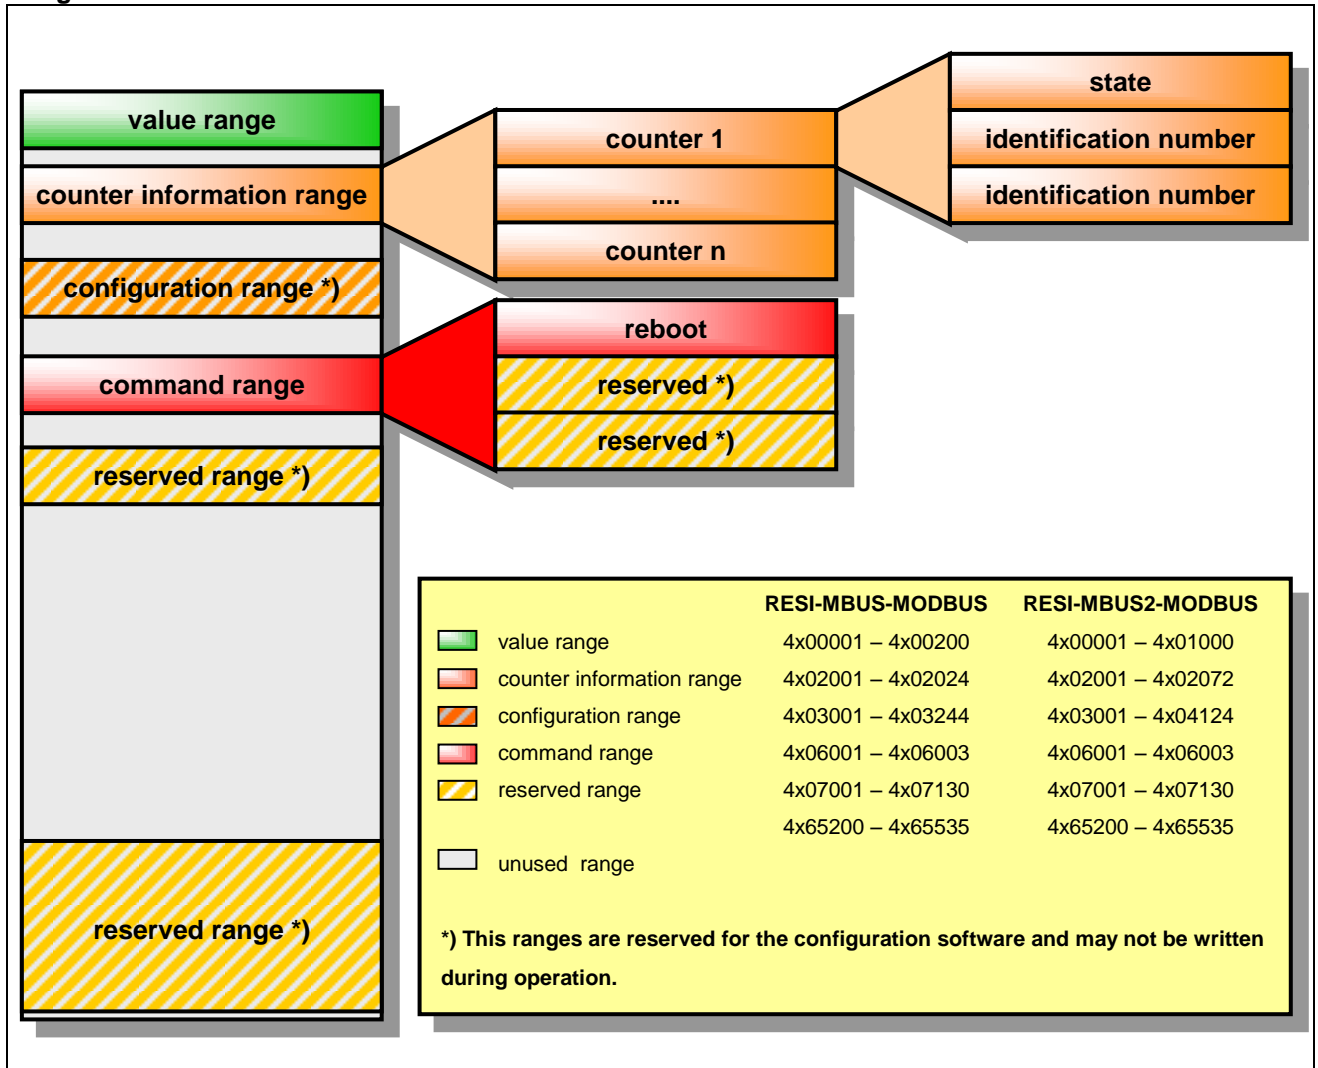 value range
counter information range
configuration range *)
command range
reserved range *)
reserved range *)
counter 1
....
counter n
state
identification number
identification number
reboot
reserved *)
reserved *)
RESI-MBUS-MODBUS RESI-MBUS2-MODBUS
value range 4x00001 – 4x00200 4x00001 – 4x01000
counter information range 4x02001 – 4x02024 4x02001 – 4x02072
configuration range 4x03001 – 4x03244 4x03001 – 4x04124
command range 4x06001 – 4x06003 4x06001 – 4x06003
reserved range 4x07001 – 4x07130 4x07001 – 4x07130
4x65200 – 4x65535 4x65200 – 4x65535
unused range
*) This ranges are reserved for the configuration software and may not be written
during operation.